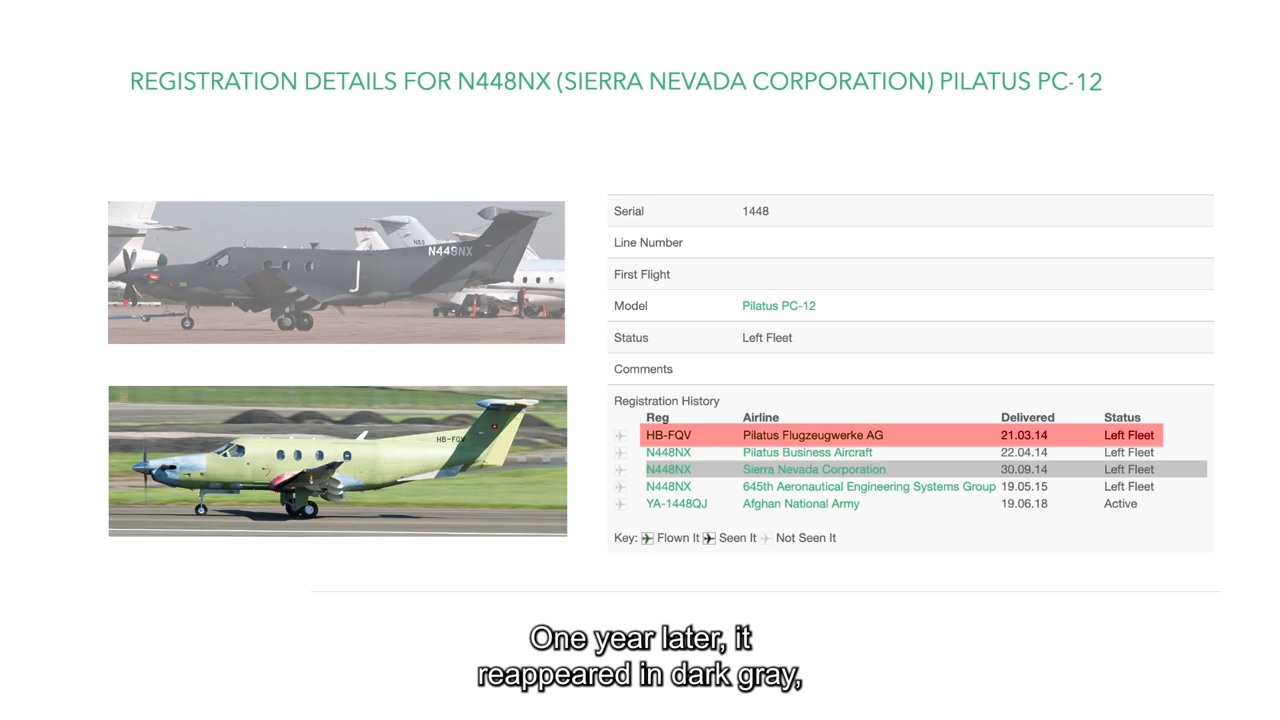 REGISTRATION DETAILS FOR N448NX (SIERRA NEVADA CORPORATION) PILATUS PC-12
N448NX
HB-FQV
Serial 1448
Line Number
First Flight
Model Pilatus PC-12
Status Left Fleet
Comments
Registration History
Reg Airline Delivered Status
HB-FQV Pilatus Flugzeugwerke AG 21.03.14 Left Fleet
N448NX Pilatus Business Aircraft 22.04.14 Left Fleet
N448NX Sierra Nevada Corporation 30.09.14 Left Fleet
N448NX 645th Aeronautical Engineering Systems Group 19.05.15 Left Fleet
YA-1448QJ Afghan National Army 19.06.18 Active
Key: Flown It Seen It Not Seen It
One year later, it
reappeared in dark gray,